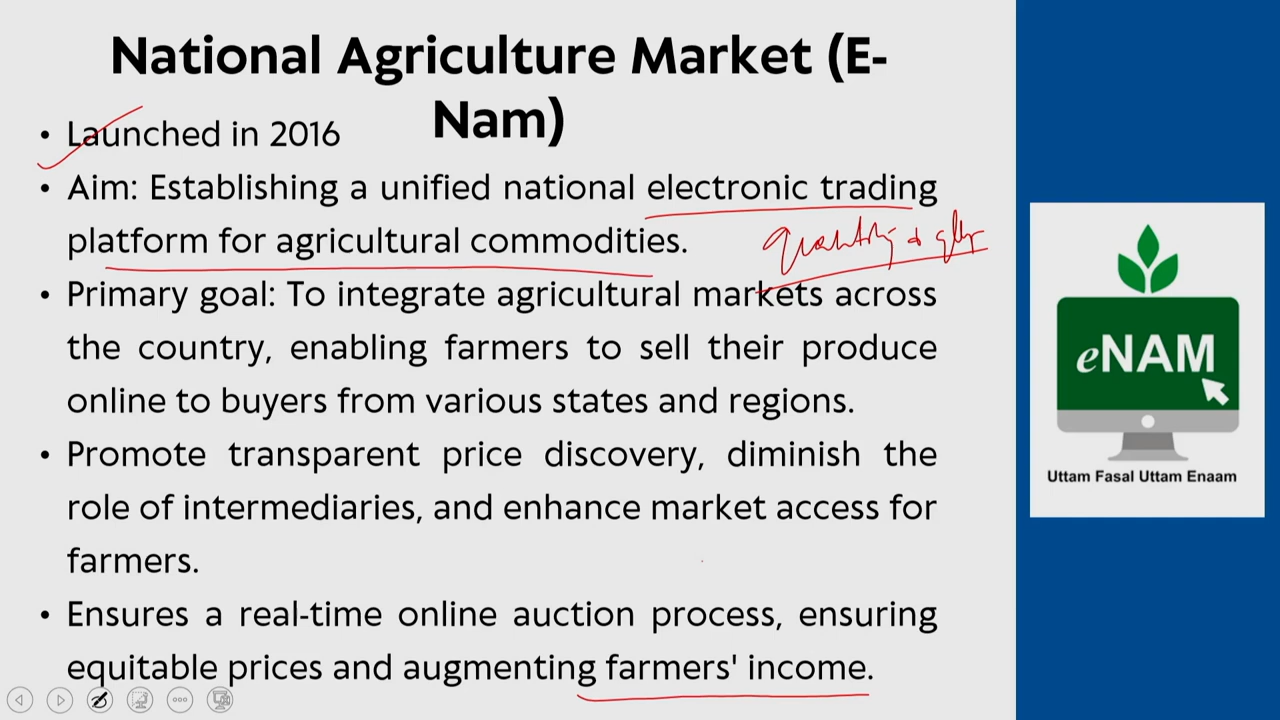 National Agriculture Market (E-
Nam)
• Launched in 2016
• Aim: Establishing a unified national electronic trading
platform for agricultural commodities.
quantity &
• Primary goal: To integrate agricultural markets across
the country, enabling farmers to sell their produce
online to buyers from various states and regions.
• Promote transparent price discovery, diminish the
role of intermediaries, and enhance market access for
farmers.
• Ensures a real-time online auction process, ensuring
equitable prices and augmenting farmers' income.
eNAM
Uttam Fasal Uttam Enaam